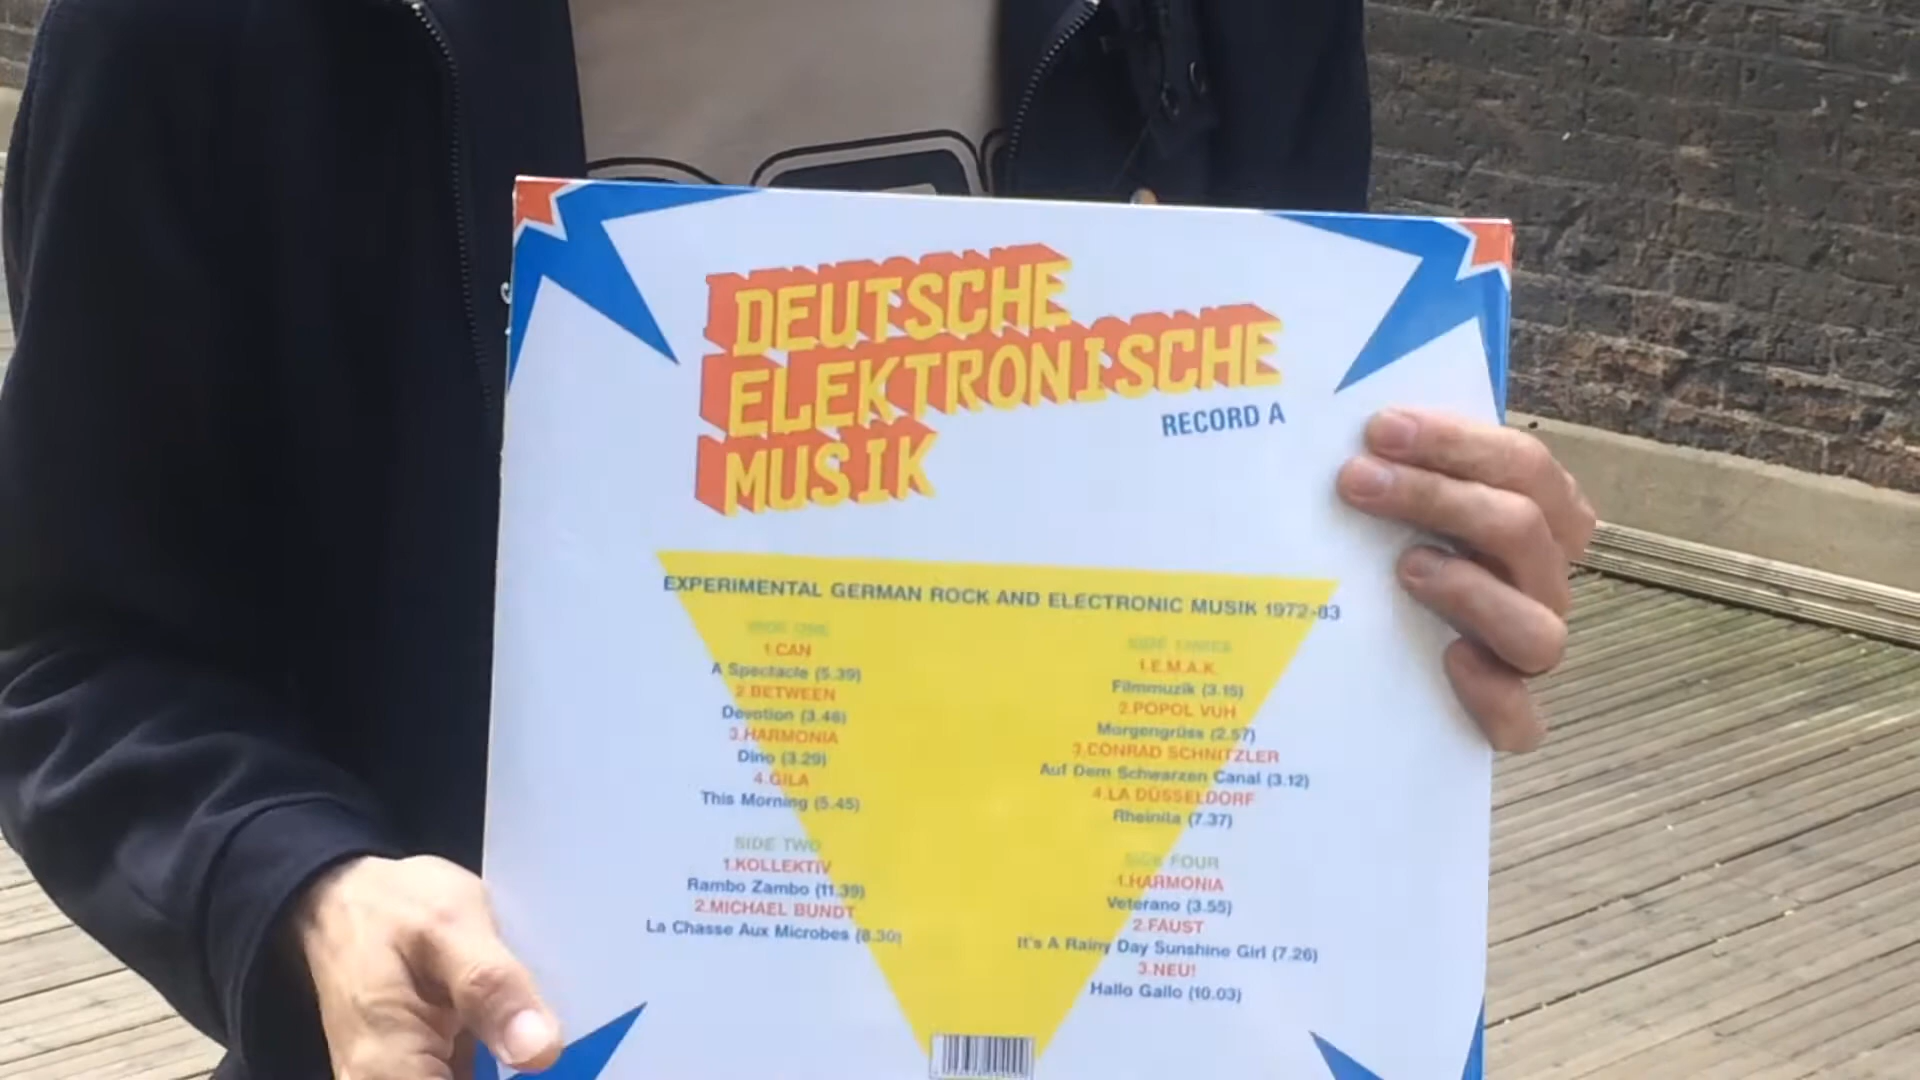 DEUTSCHE
ELEKTRONISCHE
MUSIK
RECORD A
EXPERIMENTAL GERMAN ROCK AND ELECTRONIC MUSIK 1972-83
SIDE ONE
1.CAN
A Spectacle (5.39)
2.BETWEEN
Devotion (3.46)
3.HARMONIA
Dino (3.29)
4.GILA
This Morning (5.45)
SIDE TWO
1.KOLLEKTIV
Rambo Zambo (11.39)
2.MICHAEL BUNDT
La Chasse Aux Microbes (8.30)
SIDE THREE
1.E.M.A.K.
Filmmuzik (3.15)
2.POPOL VUH
Morgengrüss (2.57)
3.CONRAD SCHNITZLER
Auf Dem Schwarzen Canal (3.12)
4.LA DÜSSELDORF
Rheinita (7.37)
SIDE FOUR
1.HARMONIA
Veterano (3.55)
2.FAUST
It's A Rainy Day Sunshine Girl (7.26)
3.NEU!
Hallo Gallo (10.03)